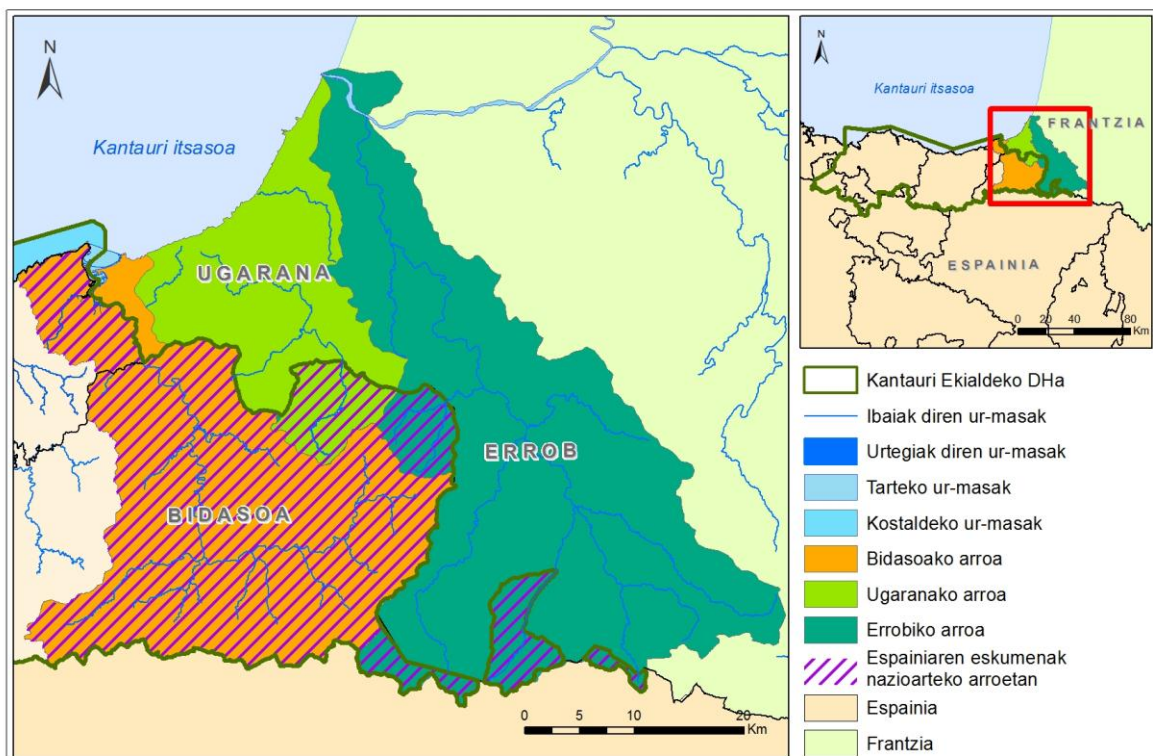 N
Kantauri itsasoa
UGARANA
ERROB
BIDASOA
0 5 10 20
Km
N
Kantauri itsasoa
FRANTZIA
ESPAINIA
0 20 40 80
Km
Kantauri Ekialdeko DHa
Ibaiak diren ur-masak
Urtegiak diren ur-masak
Tarteko ur-masak
Kostaldeko ur-masak
Bidasoako arroa
Ugaranako arroa
Errobiko arroa
Espainiaren eskumenak
nazioarteko arroetan
Espainia
Frantzia